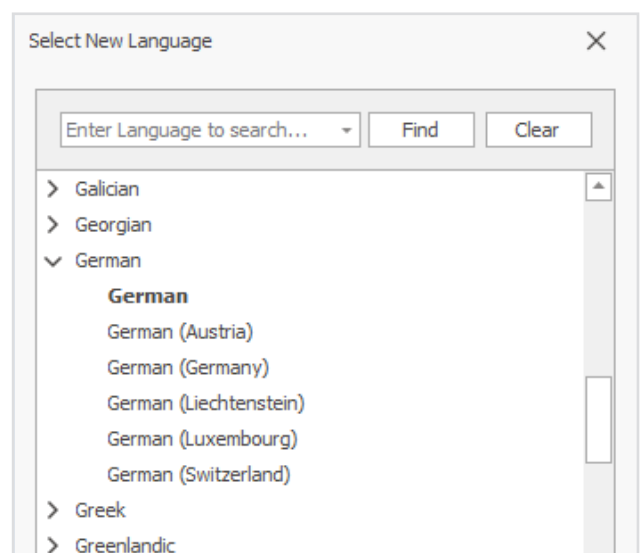 Select New Language
Enter Language to search... Find Clear
Galician
Georgian
German
German
German (Austria)
German (Germany)
German (Liechtenstein)
German (Luxembourg)
German (Switzerland)
Greek
Greenlandic